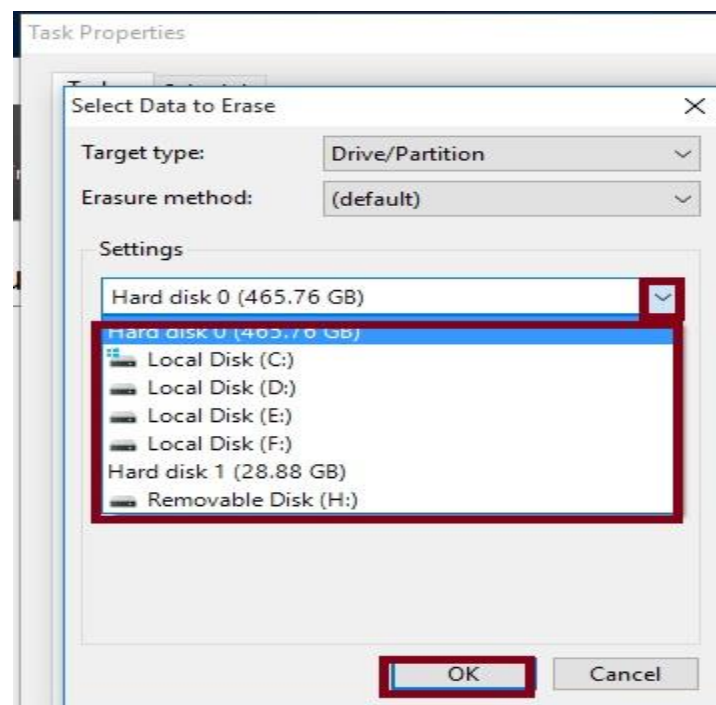 Task Properties
Select Data to Erase
Target type: Drive/Partition
Erasure method: (default)
Settings
Hard disk 0 (465.76 GB)
Hard disk 0 (465.76 GB)
Local Disk (C:)
Local Disk (D:)
Local Disk (E:)
Local Disk (F:)
Hard disk 1 (28.88 GB)
Removable Disk (H:)
OK Cancel